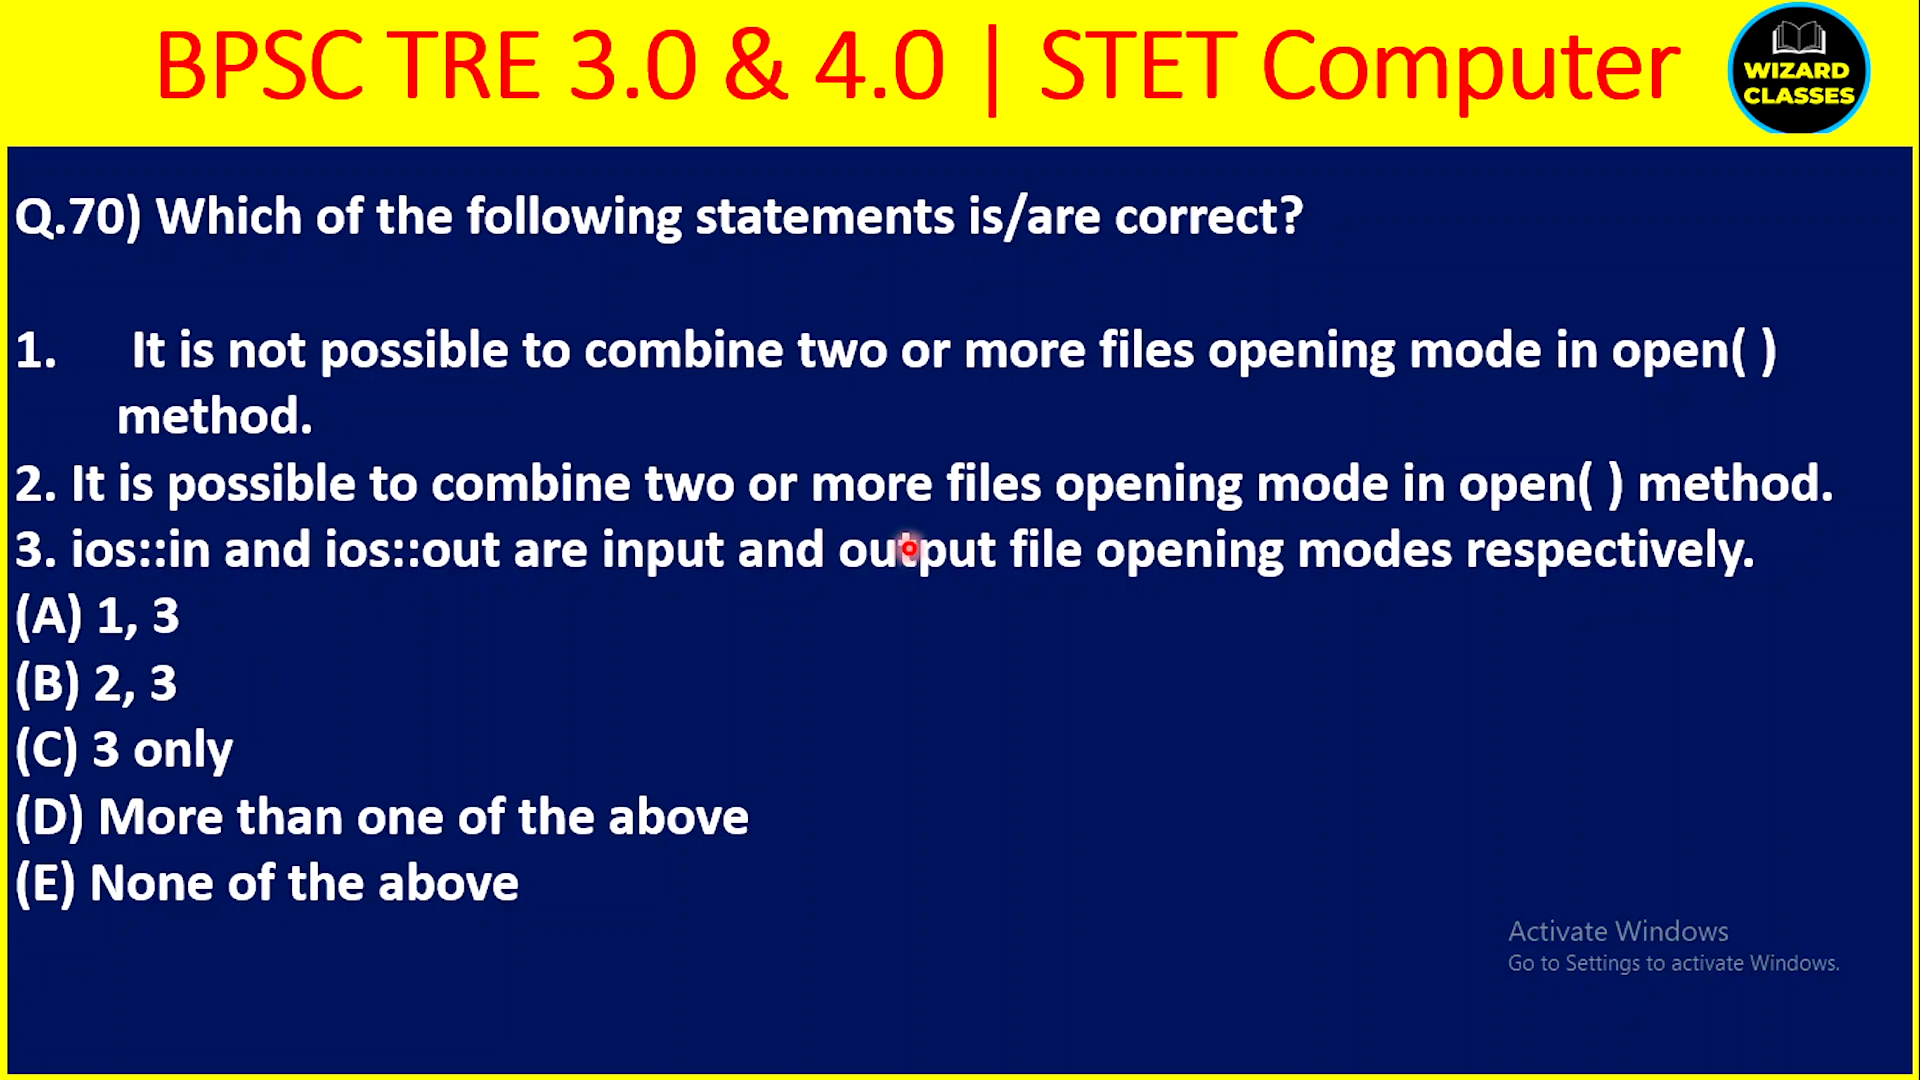 BPSC TRE 3.0 & 4.0 | STET Computer
WIZARD
CLASSES
Q.70) Which of the following statements is/are correct?
1. It is not possible to combine two or more files opening mode in open( )
method.
2. It is possible to combine two or more files opening mode in open( ) method.
3. ios::in and ios::out are input and output file opening modes respectively.
(A) 1, 3
(B) 2, 3
(C) 3 only
(D) More than one of the above
(E) None of the above
Activate Windows
Go to Settings to activate Windows.